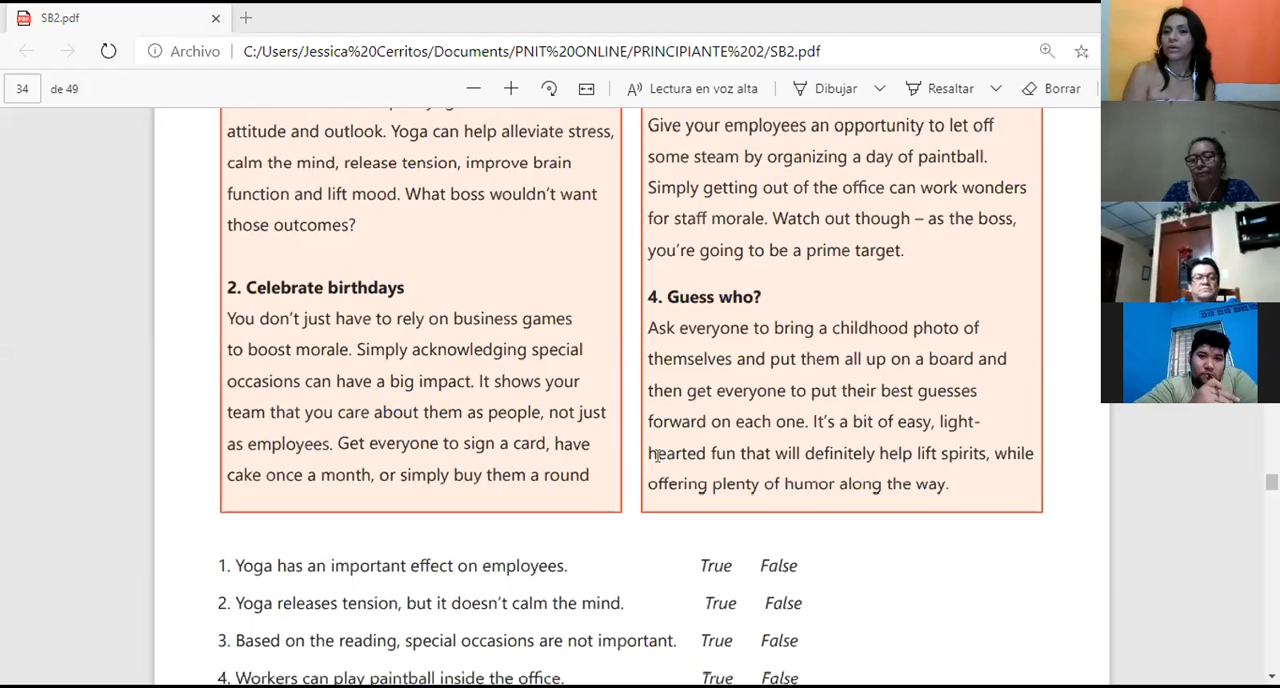 SB2.pdf
Archivo
C:/Users/Jessica%20Cerritos/Documents/PNIT%20ONLINE/PRINCIPIANTE%202/SB2.pdf
34
de 49
Lectura en voz alta
Dibujar
Resaltar
Borrar
attitude and outlook. Yoga can help alleviate stress,
calm the mind, release tension, improve brain
function and lift mood. What boss wouldn't want
those outcomes?
2. Celebrate birthdays
You don't just have to rely on business games
to boost morale. Simply acknowledging special
occasions can have a big impact. It shows your
team that you care about them as people, not just
as employees. Get everyone to sign a card, have
cake once a month, or simply buy them a round
Give your employees an opportunity to let off
some steam by organizing a day of paintball.
Simply getting out of the office can work wonders
for staff morale. Watch out though – as the boss,
you're going to be a prime target.
4. Guess who?
Ask everyone to bring a childhood photo of
themselves and put them all up on a board and
then get everyone to put their best guesses
forward on each one. It's a bit of easy, light-
hearted fun that will definitely help lift spirits, while
offering plenty of humor along the way.
1. Yoga has an important effect on employees. True False
2. Yoga releases tension, but it doesn't calm the mind. True False
3. Based on the reading, special occasions are not important. True False
4. Workers can play paintball inside the office. True False